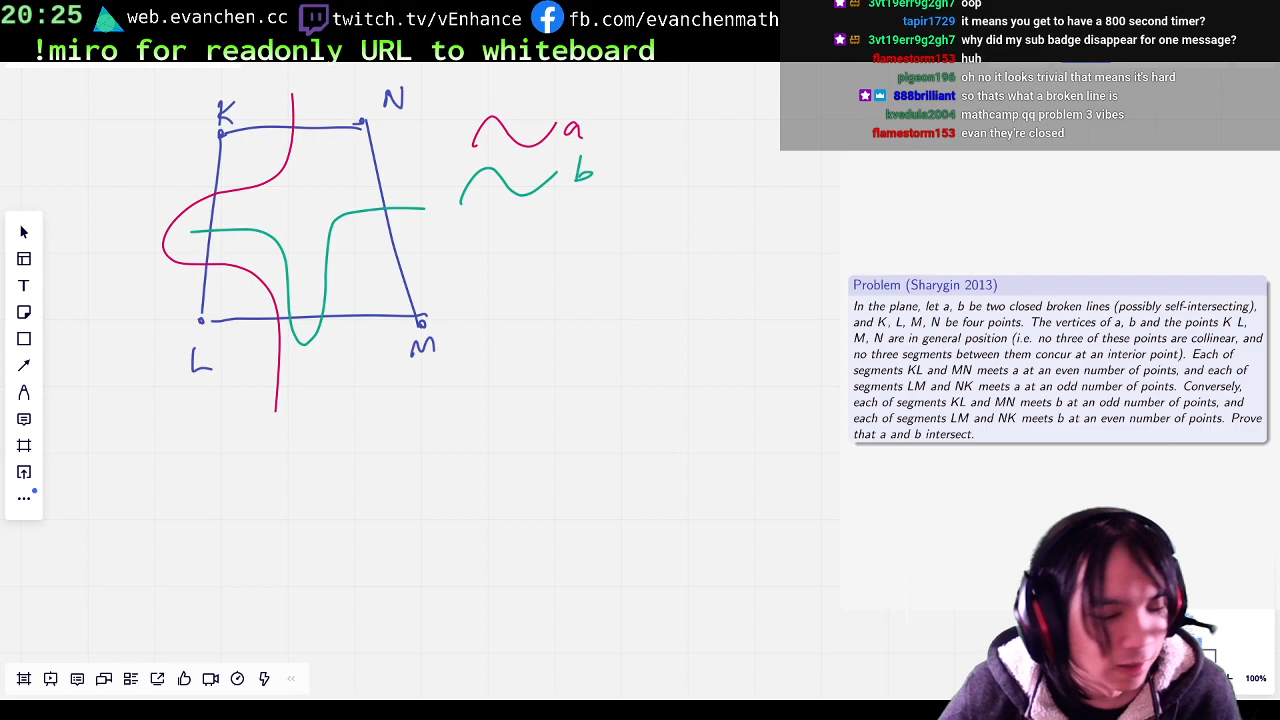 20:25 web.evanchen.cc twitch.tv/vEnhance fb.com/evanchenmath
!miro for readonly URL to whiteboard
3vt19err9g2gh7 oop
tapir1729 it means you get to have a 800 second timer?
3vt19err9g2gh7 why did my sub badge disappear for one message?
flamestorm153 huh
pigeon196 oh no it looks trivial that means it's hard
888brilliant so thats what a broken line is
kvedula2004 mathcamp qq problem 3 vibes
flamestorm153 evan they're closed
K
N
a
b
L
M
Problem (Sharygin 2013)
In the plane, let a, b be two closed broken lines (possibly self-intersecting),
and K, L, M, N be four points. The vertices of a, b and the points K L,
M, N are in general position (i.e. no three of these points are collinear, and
no three segments between them concur at an interior point). Each of
segments KL and MN meets a at an even number of points, and each of
segments LM and NK meets a at an odd number of points. Conversely,
each of segments KL and MN meets b at an odd number of points, and
each of segments LM and NK meets b at an even number of points. Prove
that a and b intersect.
100%